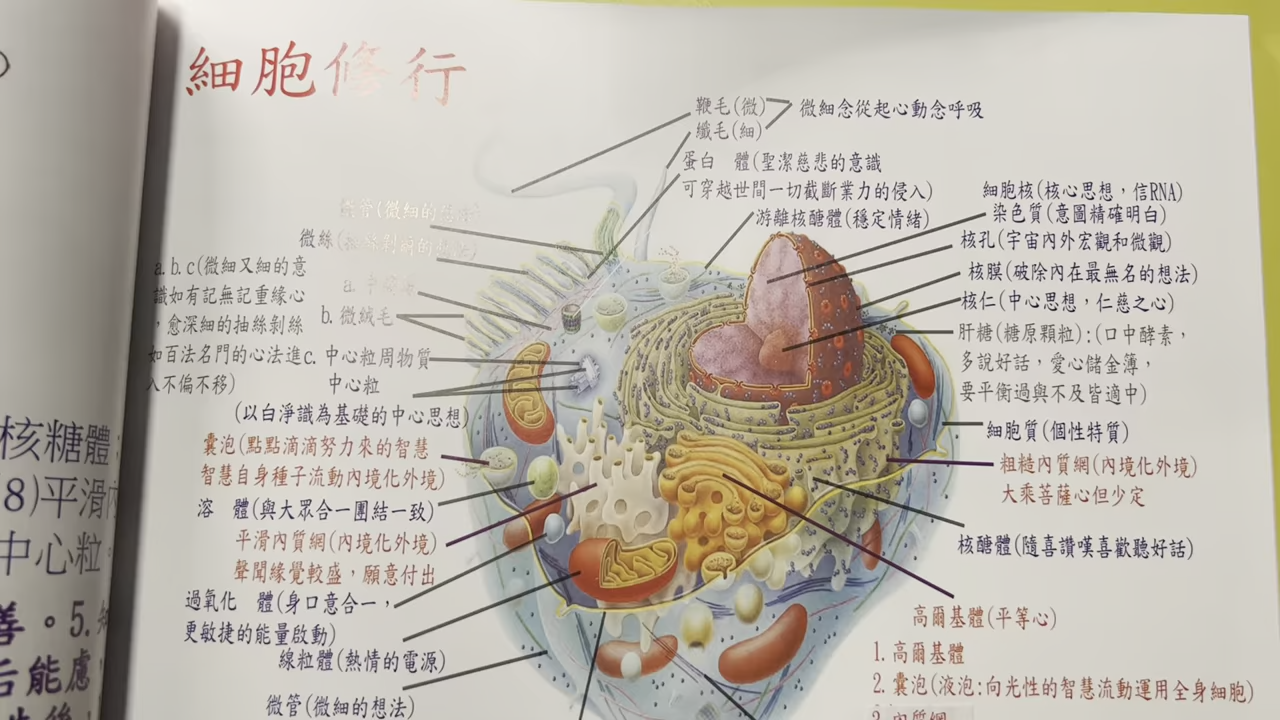 細胞修行
鞭毛(微)
纖毛(細)
微細念從起心動念呼吸
蛋白 體(聖潔慈悲的意識
可穿越世間一切截斷業力的侵入)
游離核醣體(穩定情緒)
細胞核(核心思想，信RNA)
染色質(意圖精確明白)
核孔(宇宙內外宏觀和微觀)
核膜(破除內在最無名的想法)
核仁(中心思想，仁慈之心)
肝糖(糖原顆粒):(口中酵素，
多說好話，愛心儲金簿，
要平衡過與不及皆適中)
細胞質(個性特質)
粗糙內質網(內境化外境)
大乘菩薩心但少定
核醣體(隨喜讚嘆喜歡聽好話)
高爾基體(平等心)
1. 高爾基體
2. 囊泡(液泡:向光性的智慧流動運用全身細胞)
3. 內質網
微管(微細的想法)
微絲
a.b.c(微細又細的意
識如有記無記重緣心
，愈深細的抽絲剝絲
如百法名門的心法進
入不偏不移)
a.
b. 微絨毛
c. 中心粒周物質
中心粒
(以白淨識為基礎的中心思想)
囊泡(點點滴滴努力來的智慧
智慧自身種子流動內境化外境)
溶 體(與大眾合一團結一致)
平滑內質網(內境化外境)
聲聞緣覺較盛，願意付出
過氧化 體(身口意合一，
更敏捷的能量啟動)
線粒體(熱情的電源)
微管(微細的想法)
核糖體；
(8)平滑內
中心粒。
善。5.知
后能慮，